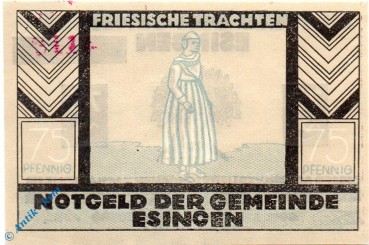 FRIESISCHE TRACHTEN
75
PFENNIG
75
PFENNIG
NOTGELD DER GEMEINDE
ESINGEN